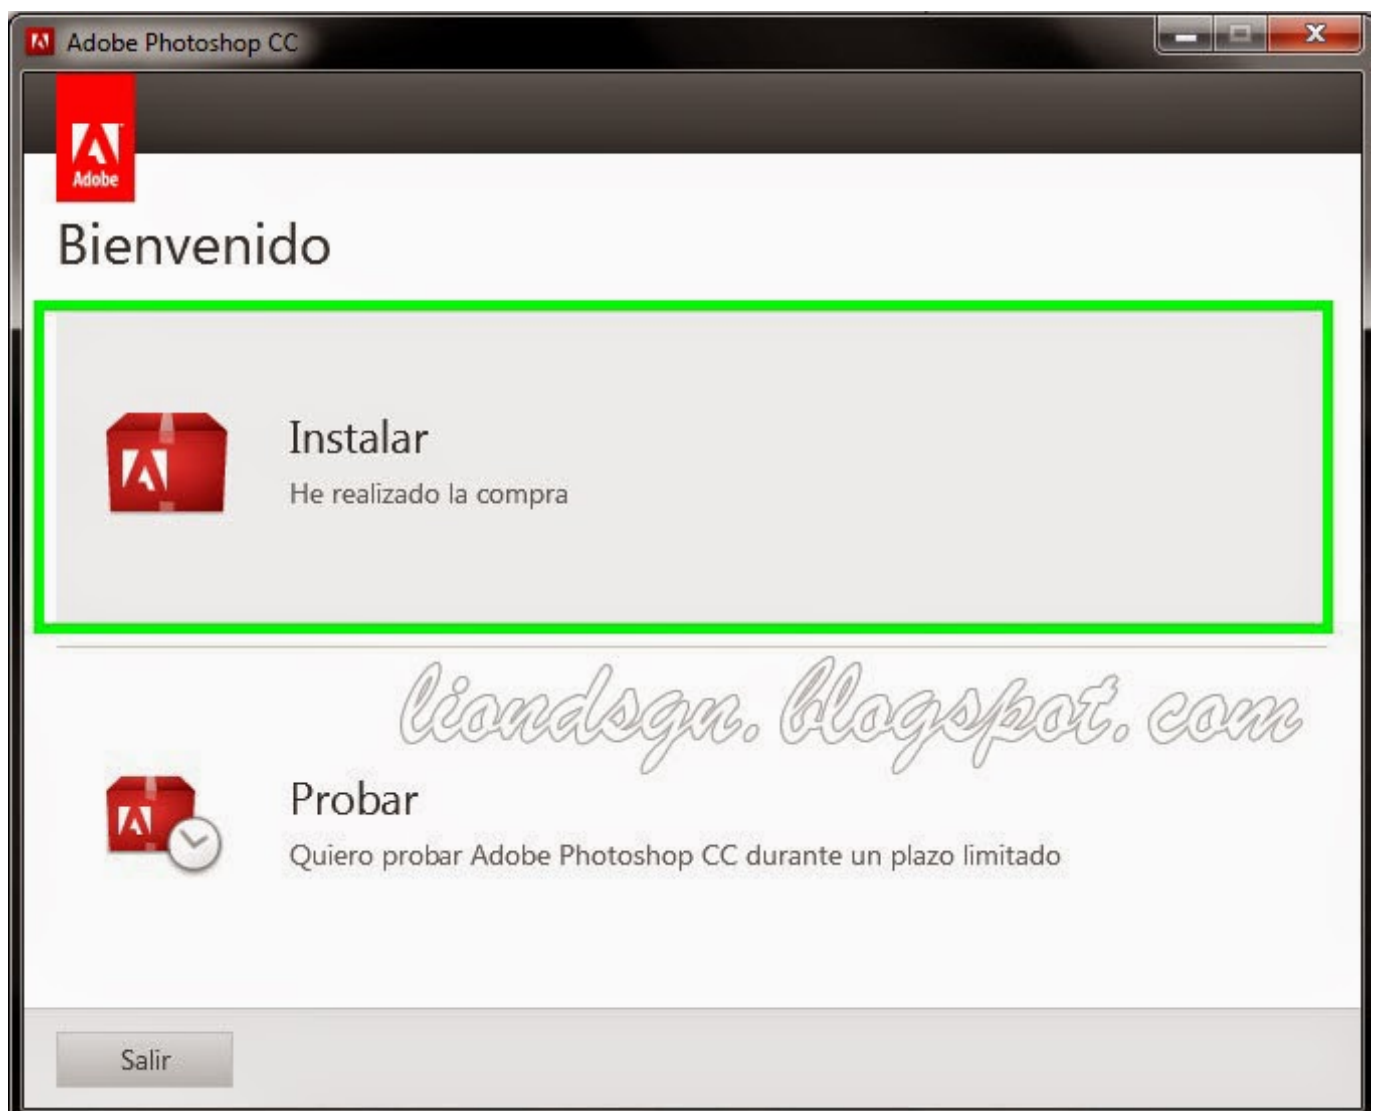 Adobe Photoshop CC
Adobe
Bienvenido
Instalar
He realizado la compra
liondsgn.blogspot.com
Probar
Quiero probar Adobe Photoshop CC durante un plazo limitado
Salir